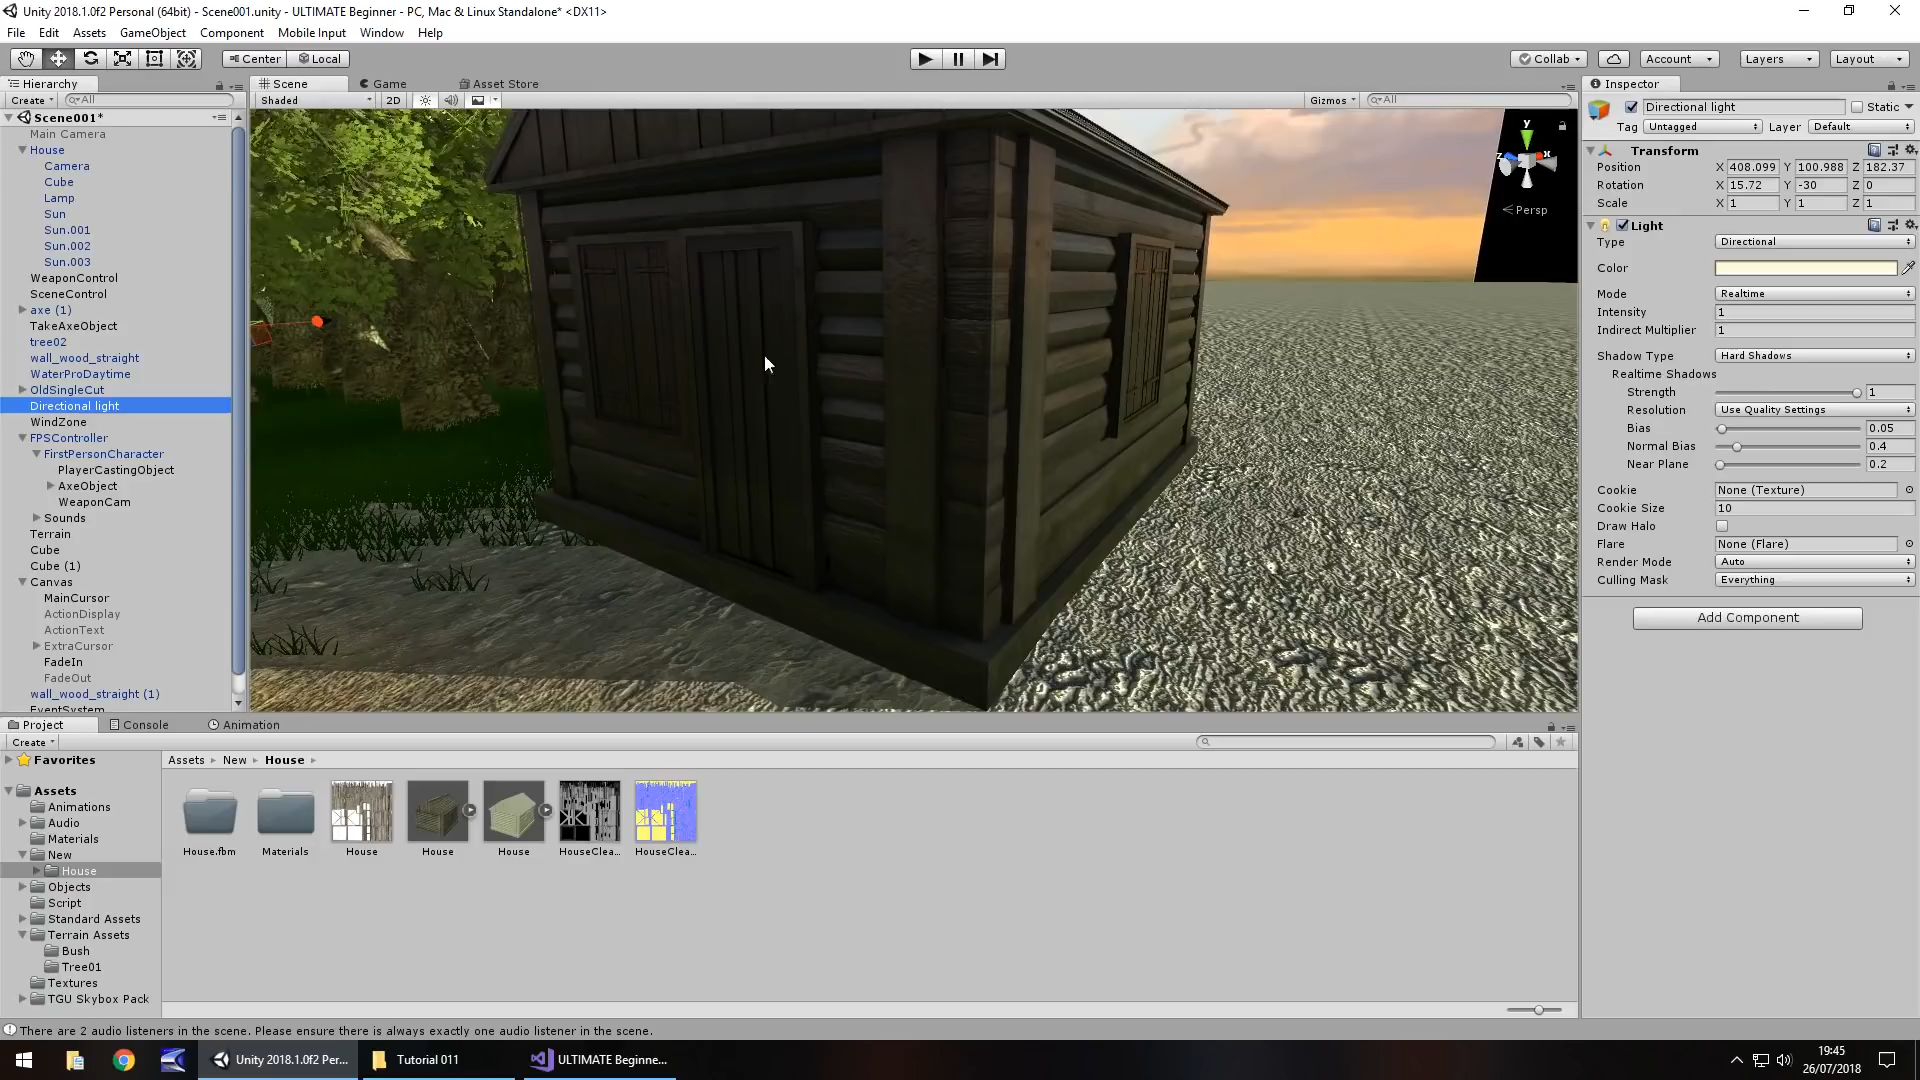 Unity 2018.1.0f2 Personal (64bit) - Scene001.unity - ULTIMATE Beginner - PC, Mac & Linux Standalone* <DX11>
File Edit Assets GameObject Component Mobile Input Window Help
Center Local Collab Account Layers Layout
Hierarchy
Create All
Scene001*
Main Camera
House
Camera
Cube
Lamp
Sun
Sun.001
Sun.002
Sun.003
WeaponControl
SceneControl
axe (1)
TakeAxeObject
tree02
wall_wood_straight
WaterProDaytime
OldSingleCut
Directional light
WindZone
FPSController
FirstPersonCharacter
PlayerCastingObject
AxeObject
WeaponCam
Sounds
Terrain
Cube
Cube (1)
Canvas
MainCursor
ActionDisplay
ActionText
ExtraCursor
FadeIn
FadeOut
wall_wood_straight (1)
EventSystem
Scene Game Asset Store
Shaded 2D Gizmos All
y
x
z
Persp
Inspector
Directional light Static
Tag Untagged Layer Default
Transform
Position X 408.099 Y 100.988 Z 182.37
Rotation X 15.72 Y -30 Z 0
Scale X 1 Y 1 Z 1
Light
Type Directional
Color
Mode Realtime
Intensity 1
Indirect Multiplier 1
Shadow Type Hard Shadows
Realtime Shadows
Strength 1
Resolution Use Quality Settings
Bias 0.05
Normal Bias 0.4
Near Plane 0.2
Cookie None (Texture)
Cookie Size 10
Draw Halo
Flare None (Flare)
Render Mode Auto
Culling Mask Everything
Add Component
Project Console Animation
Create
Favorites
Assets
Animations
Audio
Materials
New
House
Objects
Script
Standard Assets
Terrain Assets
Bush
Tree01
Textures
TGU Skybox Pack
Assets New House
House.fbm Materials House House House HouseClea... HouseClea...
There are 2 audio listeners in the scene. Please ensure there is always exactly one audio listener in the scene.
Unity 2018.1.0f2 Per... Tutorial 011 ULTIMATE Beginne...
19:45
26/07/2018